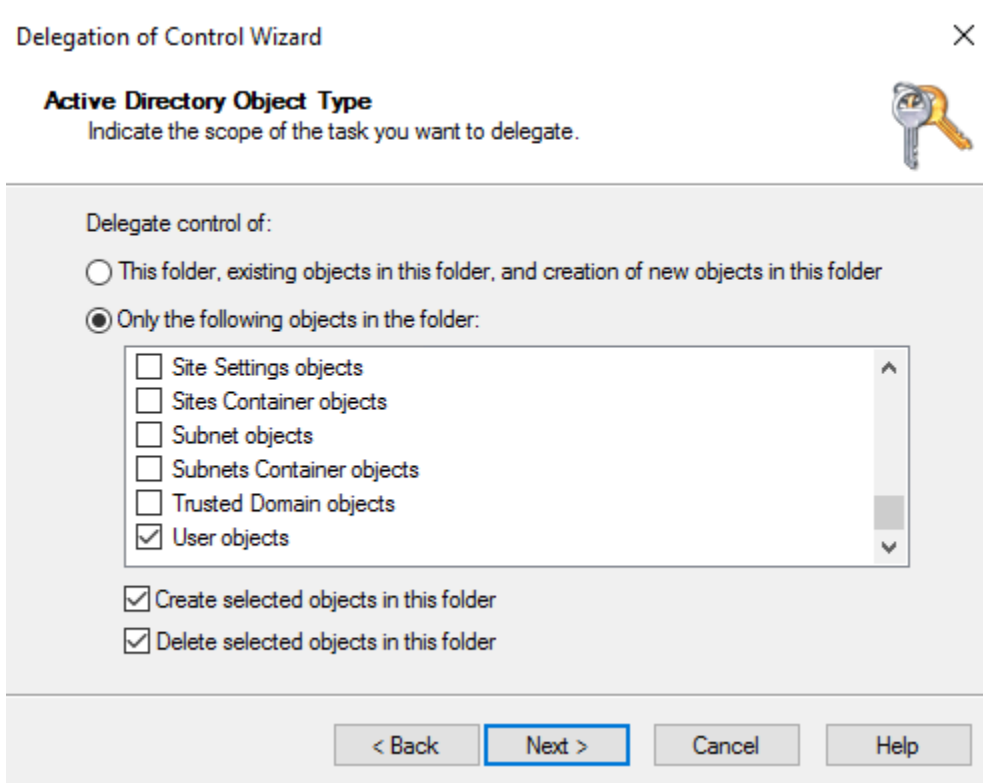 Delegation of Control Wizard
Active Directory Object Type
Indicate the scope of the task you want to delegate.
Delegate control of:
This folder, existing objects in this folder, and creation of new objects in this folder
Only the following objects in the folder:
Site Settings objects
Sites Container objects
Subnet objects
Subnets Container objects
Trusted Domain objects
User objects
Create selected objects in this folder
Delete selected objects in this folder
< Back Next > Cancel Help